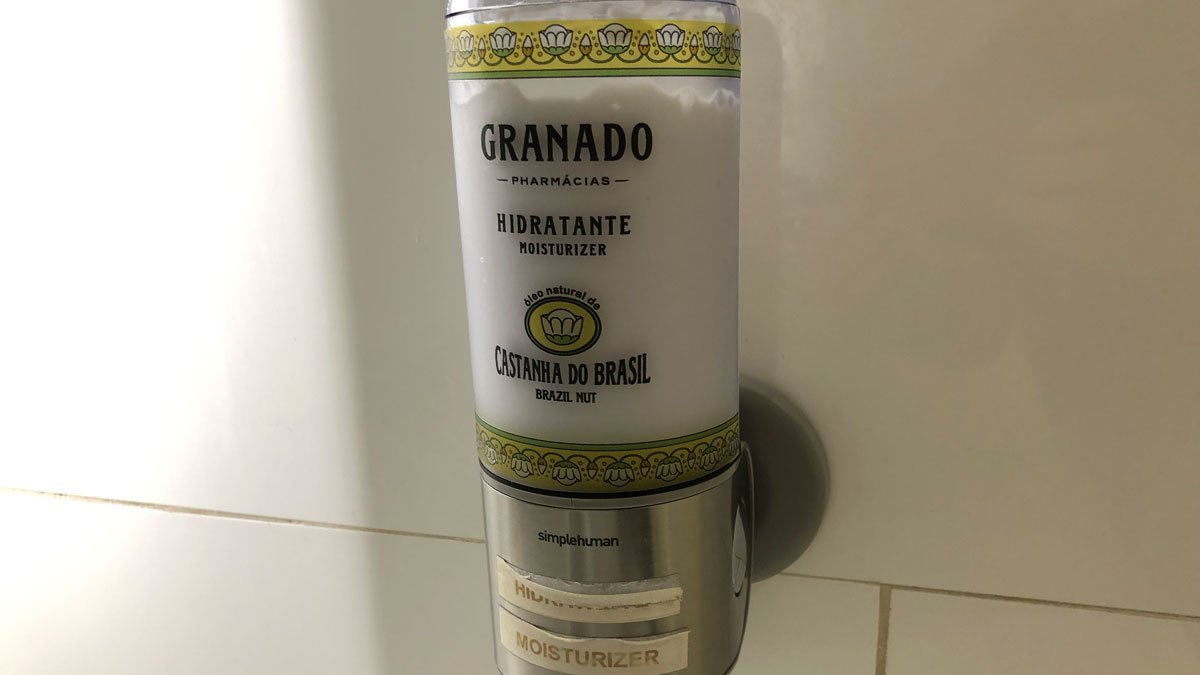 GRANADO
PHARMÁCIAS
HIDRATANTE
MOISTURIZER
óleo natural de
CASTANHA DO BRASIL
BRAZIL NUT
simplehuman
MOISTURIZER